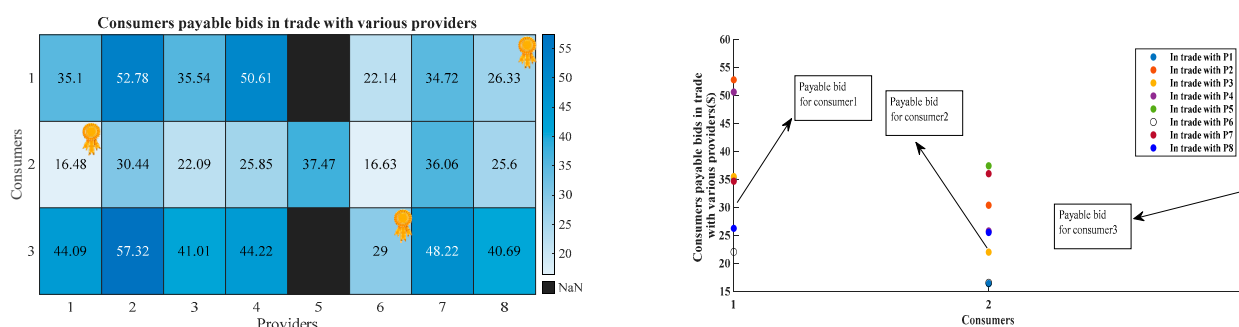 Consumers payable bids in trade with various providers
Consumers
1
35.1 52.78 35.54 50.61 22.14 34.72 26.33
2
16.48 30.44 22.09 25.85 37.47 16.63 36.06 25.6
3
44.09 57.32 41.01 44.22 29 48.22 40.69
1 2 3 4 5 6 7 8
Providers
55
50
45
40
35
30
25
20
NaN
Consumers payable bids in trade
with various providers($)
60
55
50
45
40
35
30
25
20
15
1 2
Consumers
Payable bid
for consumer1
Payable bid
for consumer2
Payable bid
for consumer3
In trade with P1
In trade with P2
In trade with P3
In trade with P4
In trade with P5
In trade with P6
In trade with P7
In trade with P8